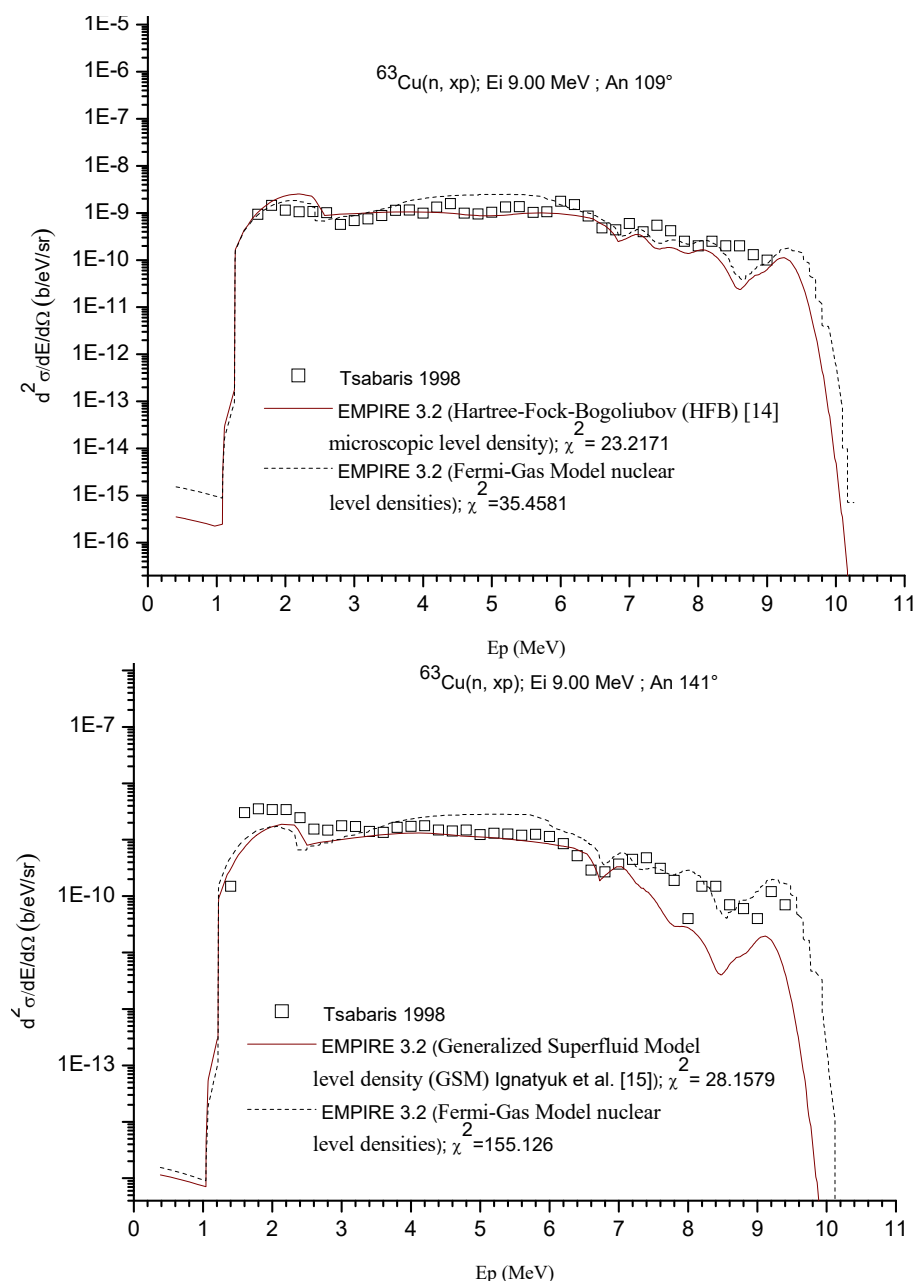 1E-5
1E-6
1E-7
1E-8
1E-9
1E-10
1E-11
1E-12
1E-13
1E-14
1E-15
1E-16
d² σ/dE/dΩ (b/eV/sr)
⁶³Cu(n, xp); Ei 9.00 MeV ; An 109°
Tsabaris 1998
EMPIRE 3.2 (Hartree-Fock-Bogoliubov (HFB) [14]
microscopic level density); χ²= 23.2171
EMPIRE 3.2 (Fermi-Gas Model nuclear
level densities); χ²=35.4581
0 1 2 3 4 5 6 7 8 9 10 11
Ep (MeV)
⁶³Cu(n, xp); Ei 9.00 MeV ; An 141°
1E-7
1E-10
1E-13
d² σ/dE/dΩ (b/eV/sr)
Tsabaris 1998
EMPIRE 3.2 (Generalized Superfluid Model
level density (GSM) Ignatyuk et al. [15]); χ²= 28.1579
EMPIRE 3.2 (Fermi-Gas Model nuclear
level densities); χ²=155.126
0 1 2 3 4 5 6 7 8 9 10 11
Ep (MeV)